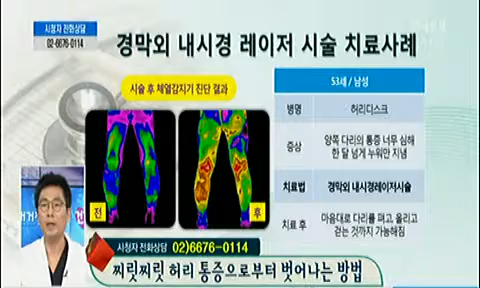 시청자 전화상담
02-6676-0114
경막외 내시경 레이저 시술 치료사례
시술 후 체열감지기 진단 결과
전
후
53세 / 남성
병명
허리디스크
증상
양쪽 다리의 통증 너무 심해
한 달 넘게 누워만 지냄
치료법
경막외 내시경레이저시술
치료 후
마음대로 다리를 펴고, 올리고
걷는 것까지 가능해짐
시청자 전화상담 02)6676-0114
찌릿찌릿 허리 통증으로부터 벗어나는 방법